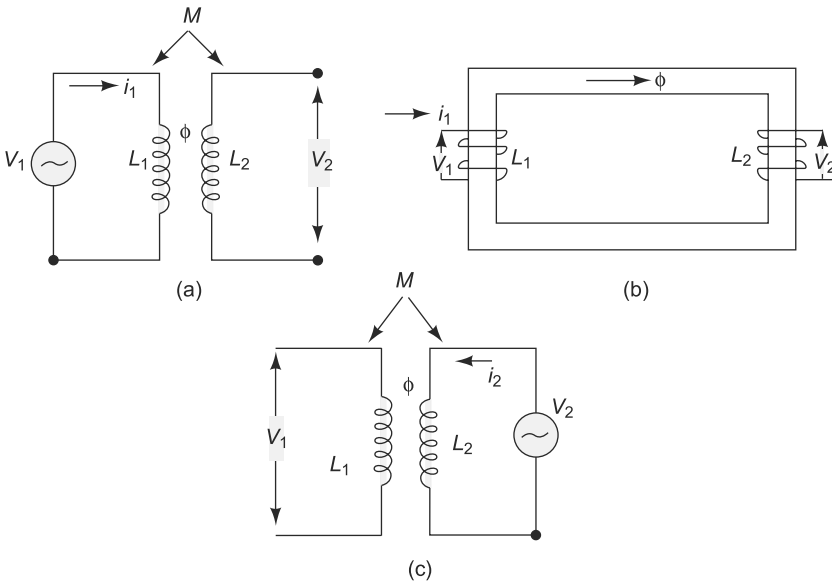 M
i₁
V₁
L₁
ϕ
L₂
V₂
(a)
ϕ
i₁
V₁
L₁
L₂
V₂
(b)
M
i₂
ϕ
V₁
L₁
L₂
V₂
(c)